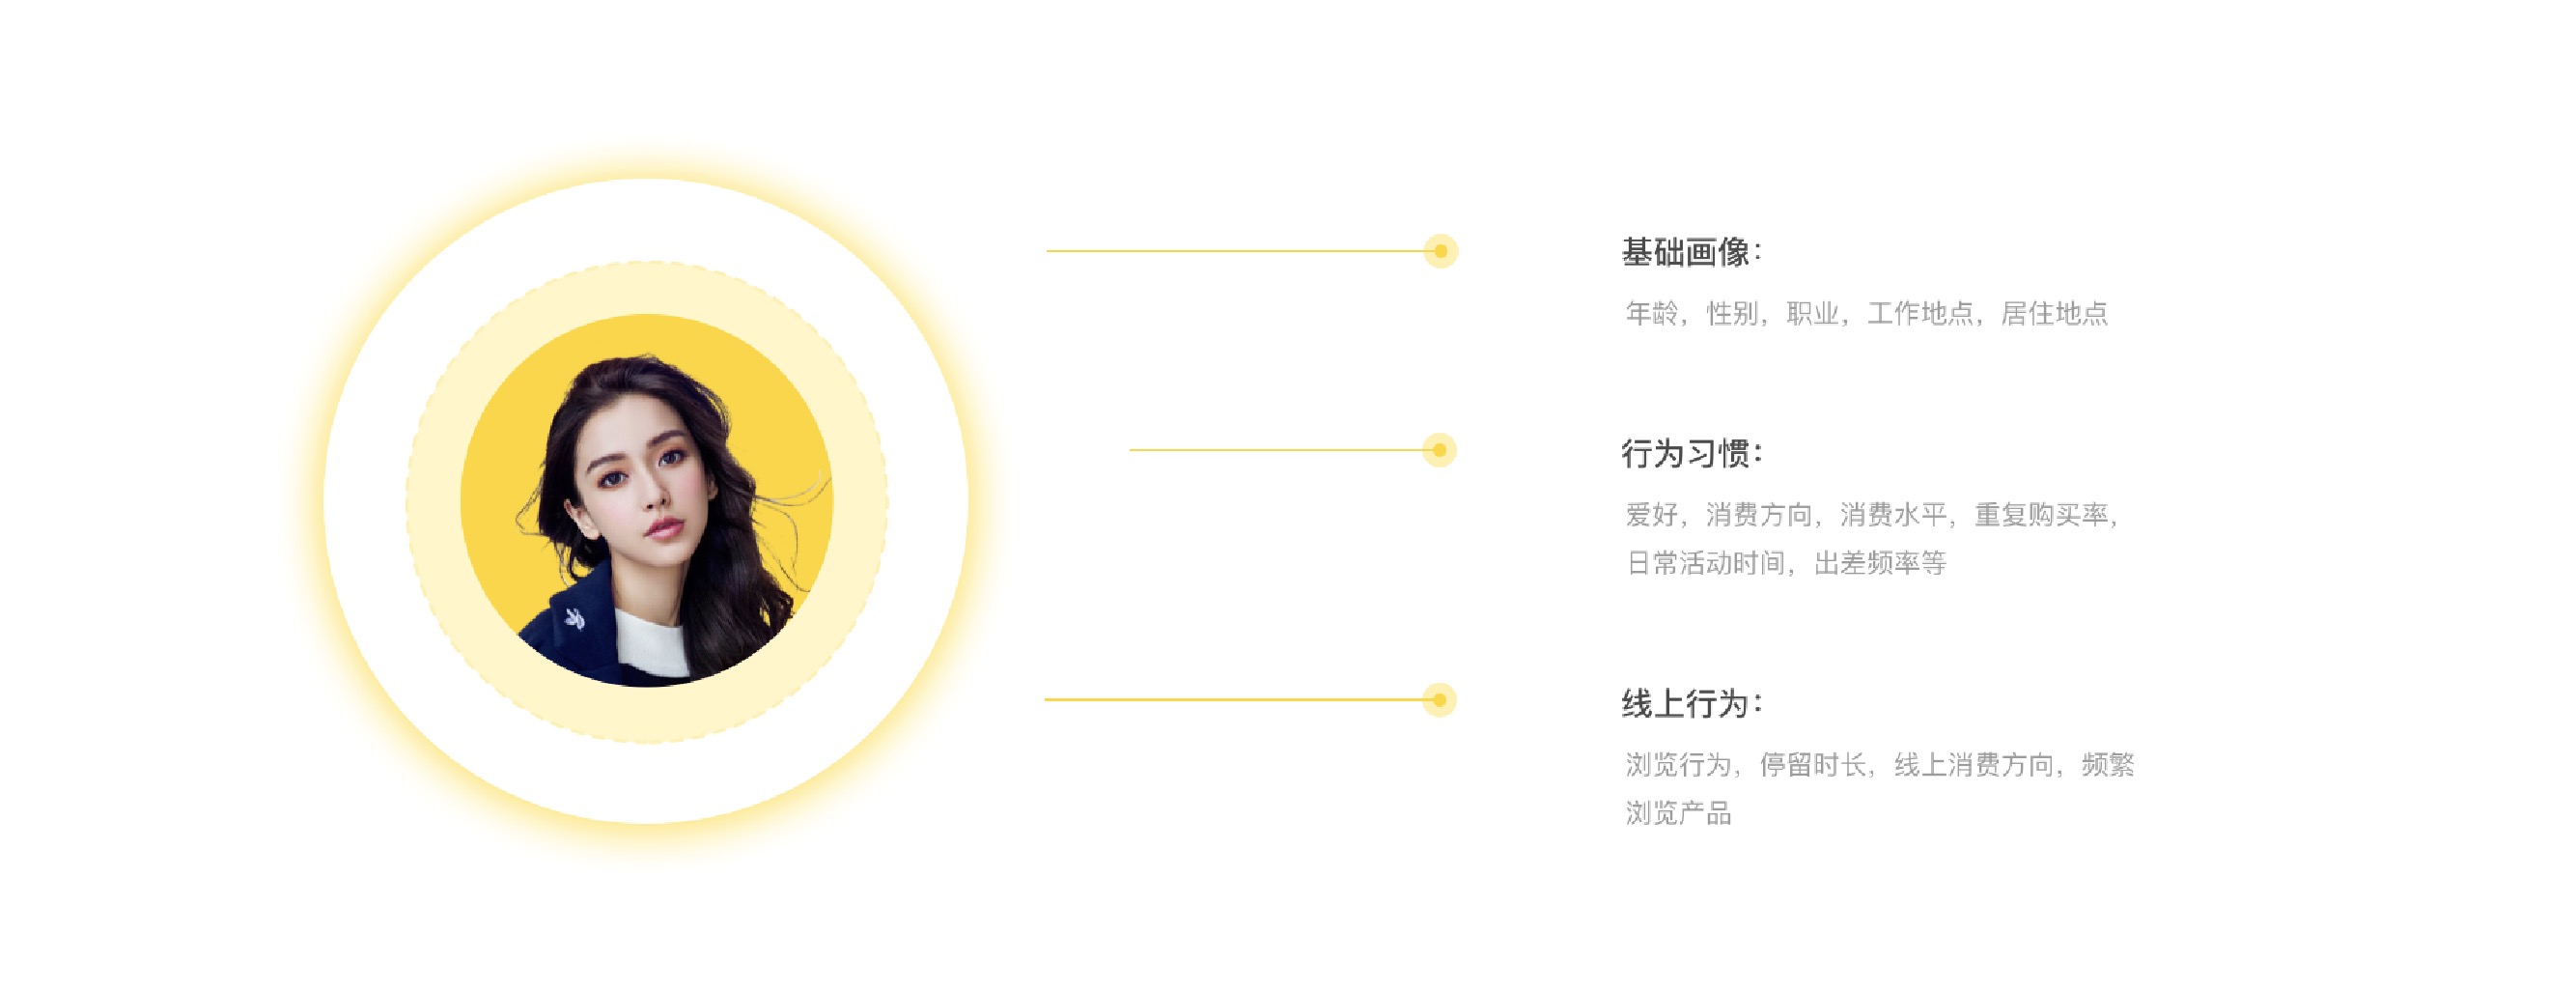 基础画像：
年龄，性别，职业，工作地点，居住地点
行为习惯：
爱好，消费方向，消费水平，重复购买率，
日常活动时间，出差频率等
线上行为：
浏览行为，停留时长，线上消费方向，频繁
浏览产品